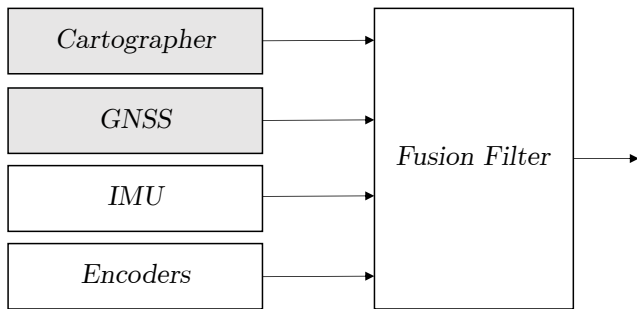 Cartographer
GNSS
IMU
Encoders
Fusion Filter